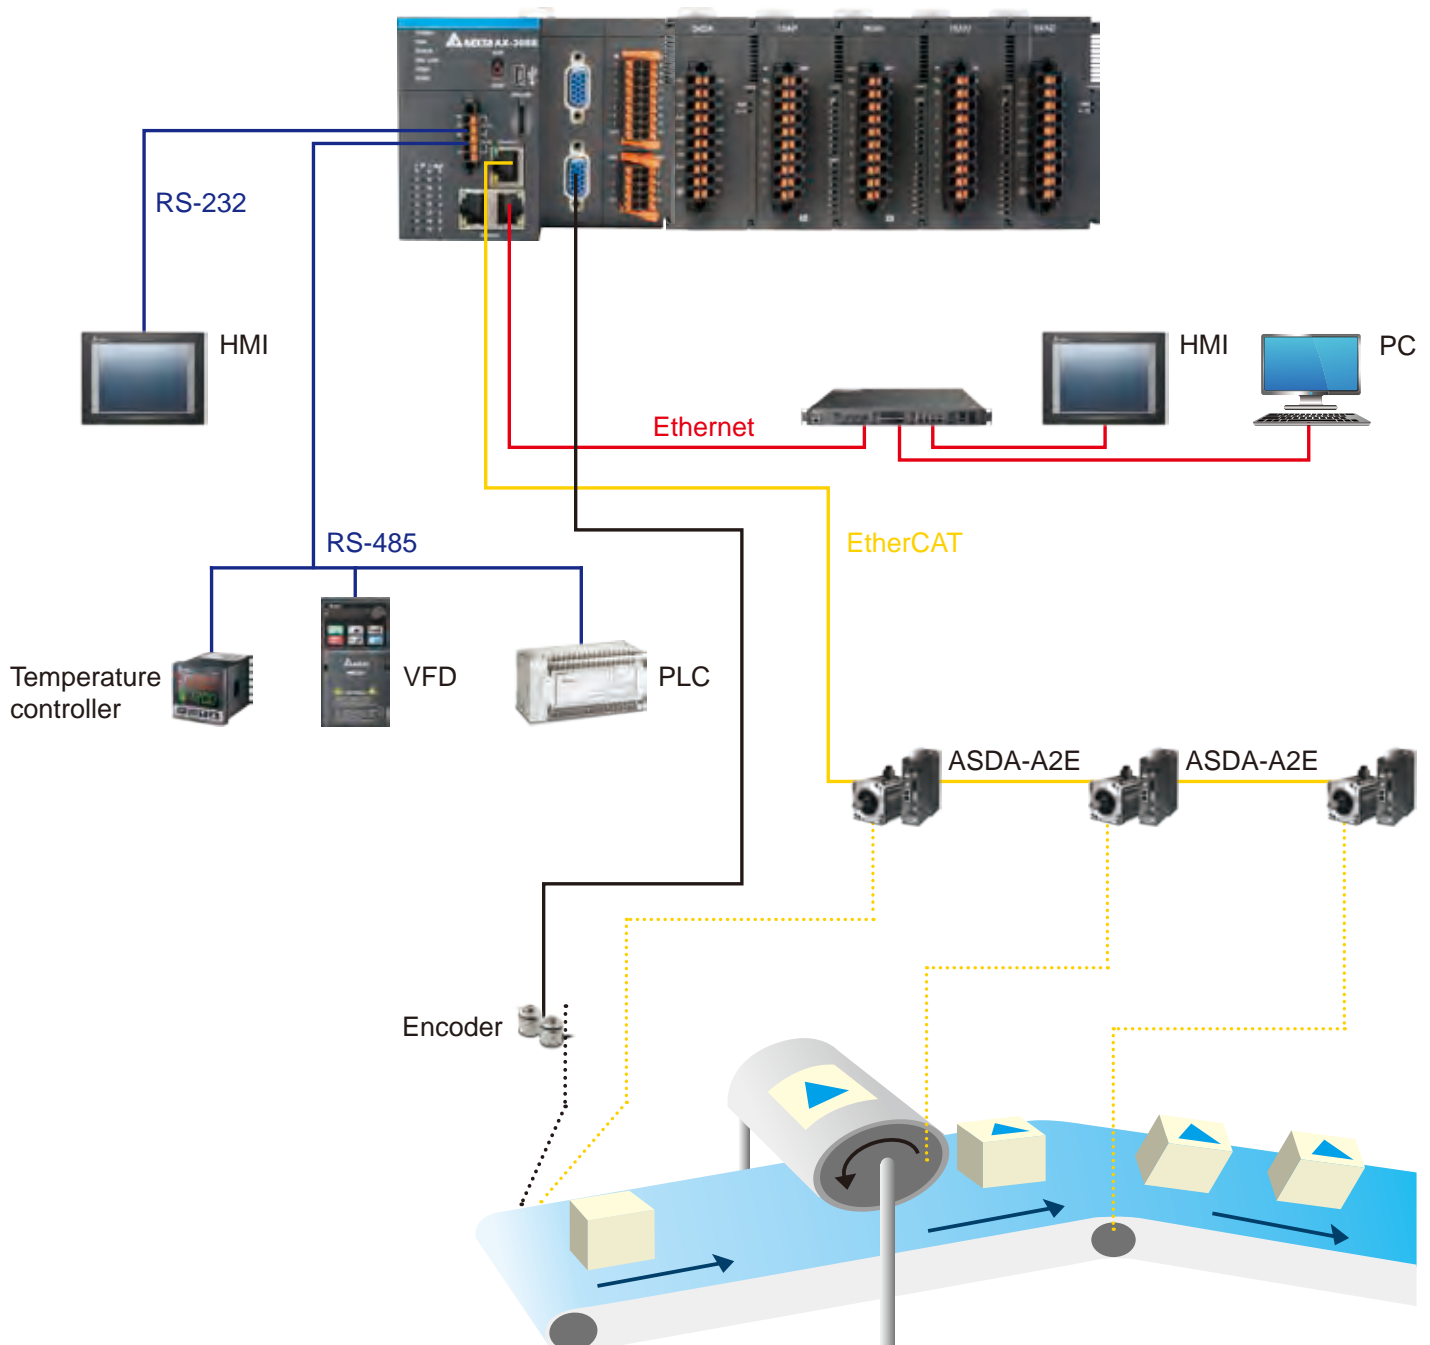 RS-232
HMI
HMI
PC
Ethernet
RS-485
EtherCAT
Temperature
controller
VFD
PLC
ASDA-A2E
ASDA-A2E
Encoder